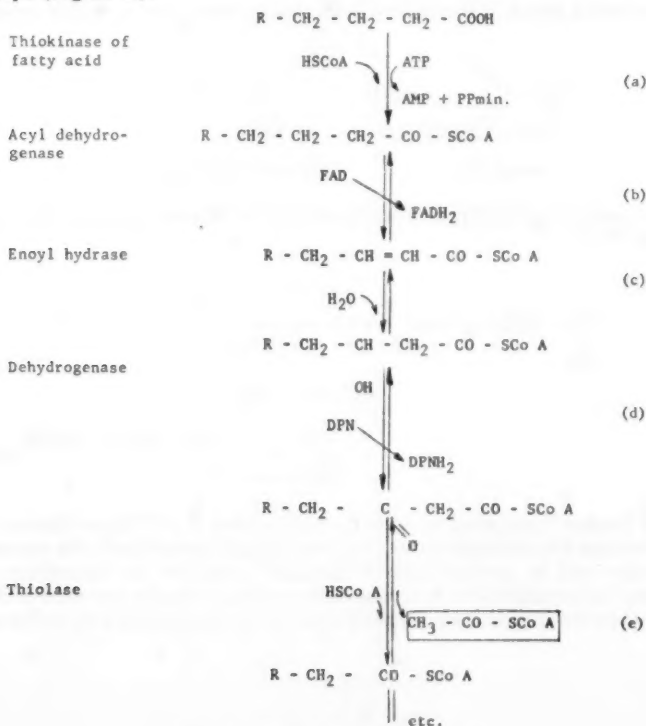 R - CH2 - CH2 - CH2 - COOH
Thiokinase of
fatty acid
HSCoA
ATP
AMP + PPmin.
(a)
Acyl dehydro-
genase
R - CH2 - CH2 - CH2 - CO - SCo A
FAD
FADH2
(b)
Enoyl hydrase
R - CH2 - CH = CH - CO - SCo A
(c)
H2O
R - CH2 - CH - CH2 - CO - SCo A
Dehydrogenase
OH
(d)
DPN
DPNH2
R - CH2 - C - CH2 - CO - SCo A
O
Thiolase
HSCo A
CH3 - CO - SCo A
(e)
R - CH2 - CO - SCo A
etc.